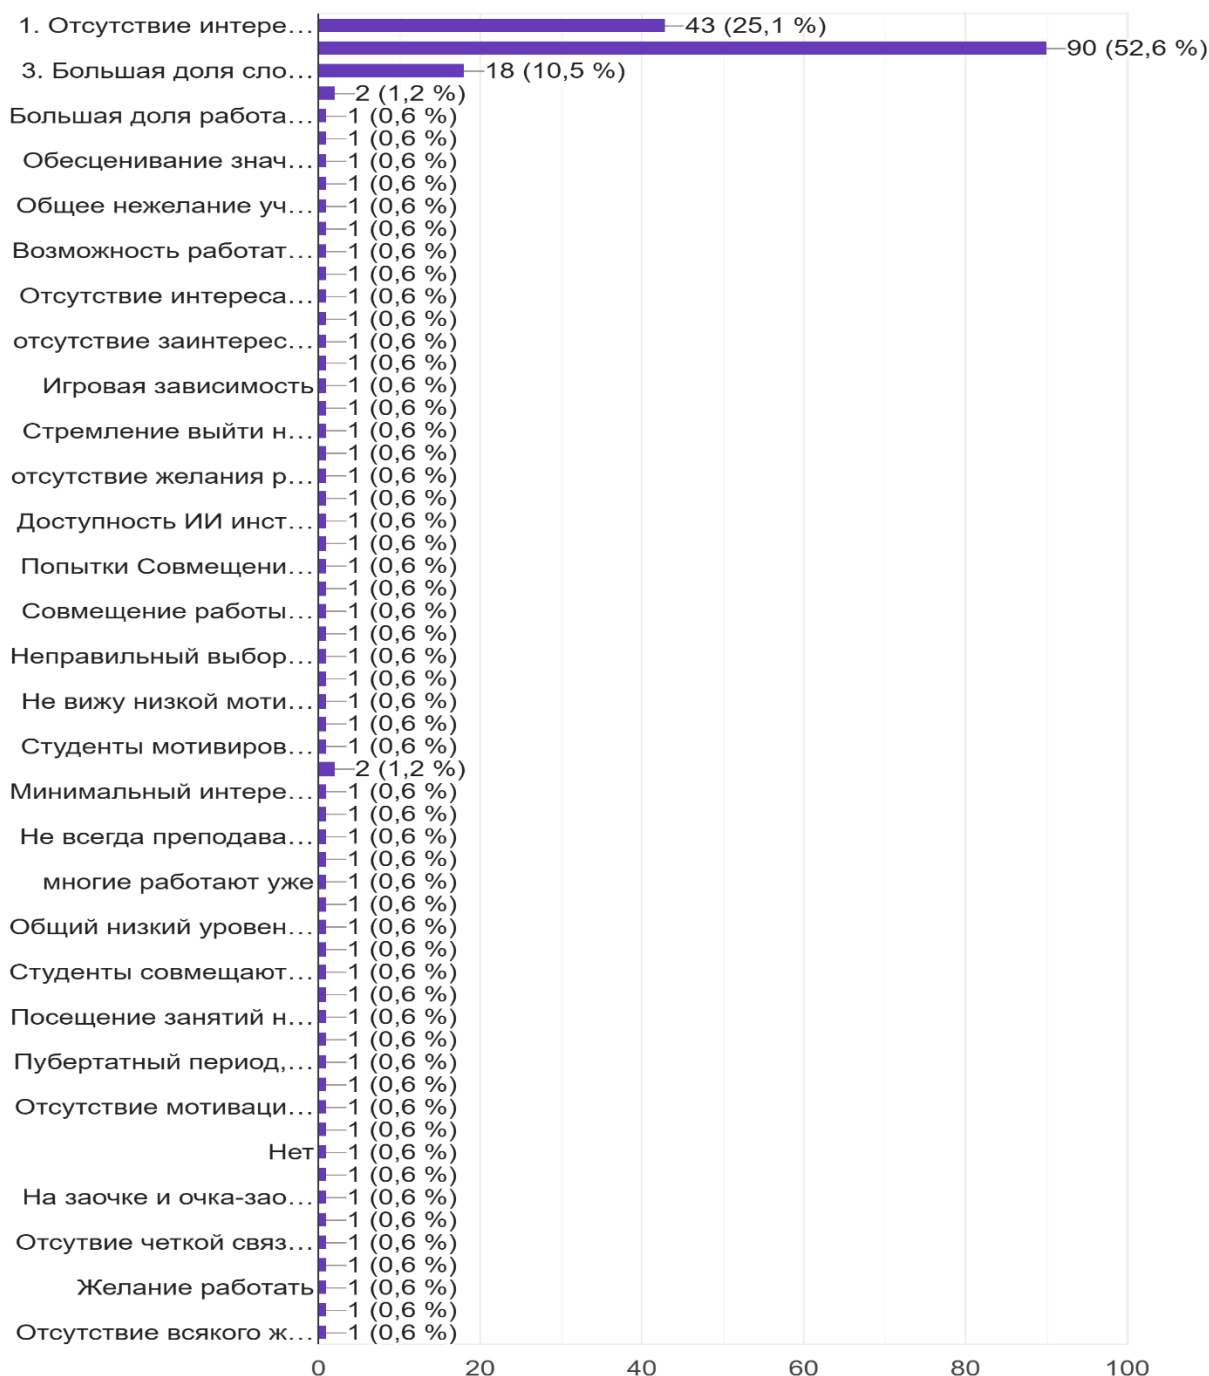 1. Отсутствие интере… 43 (25,1 %)
90 (52,6 %)
3. Большая доля сло… 18 (10,5 %)
2 (1,2 %)
Большая доля работа… 1 (0,6 %)
1 (0,6 %)
Обесценивание знач… 1 (0,6 %)
1 (0,6 %)
Общее нежелание уч… 1 (0,6 %)
1 (0,6 %)
Возможность работат… 1 (0,6 %)
1 (0,6 %)
Отсутствие интереса… 1 (0,6 %)
1 (0,6 %)
отсутствие заинтерес… 1 (0,6 %)
1 (0,6 %)
Игровая зависимость 1 (0,6 %)
1 (0,6 %)
Стремление выйти н… 1 (0,6 %)
1 (0,6 %)
отсутствие желания р… 1 (0,6 %)
1 (0,6 %)
Доступность ИИ инст… 1 (0,6 %)
1 (0,6 %)
Попытки Совмещени… 1 (0,6 %)
1 (0,6 %)
Совмещение работы… 1 (0,6 %)
1 (0,6 %)
Неправильный выбор… 1 (0,6 %)
1 (0,6 %)
Не вижу низкой моти… 1 (0,6 %)
1 (0,6 %)
Студенты мотивиров… 1 (0,6 %)
2 (1,2 %)
Минимальный интере… 1 (0,6 %)
1 (0,6 %)
Не всегда преподава… 1 (0,6 %)
1 (0,6 %)
многие работают уже 1 (0,6 %)
1 (0,6 %)
Общий низкий уровен… 1 (0,6 %)
1 (0,6 %)
Студенты совмещают… 1 (0,6 %)
1 (0,6 %)
Посещение занятий н… 1 (0,6 %)
1 (0,6 %)
Пубертатный период,… 1 (0,6 %)
1 (0,6 %)
Отсутствие мотиваци… 1 (0,6 %)
1 (0,6 %)
Нет 1 (0,6 %)
1 (0,6 %)
На заочке и очка-зао… 1 (0,6 %)
1 (0,6 %)
Отсутвие четкой связ… 1 (0,6 %)
1 (0,6 %)
Желание работать 1 (0,6 %)
1 (0,6 %)
Отсутствие всякого ж… 1 (0,6 %)
0 20 40 60 80 100